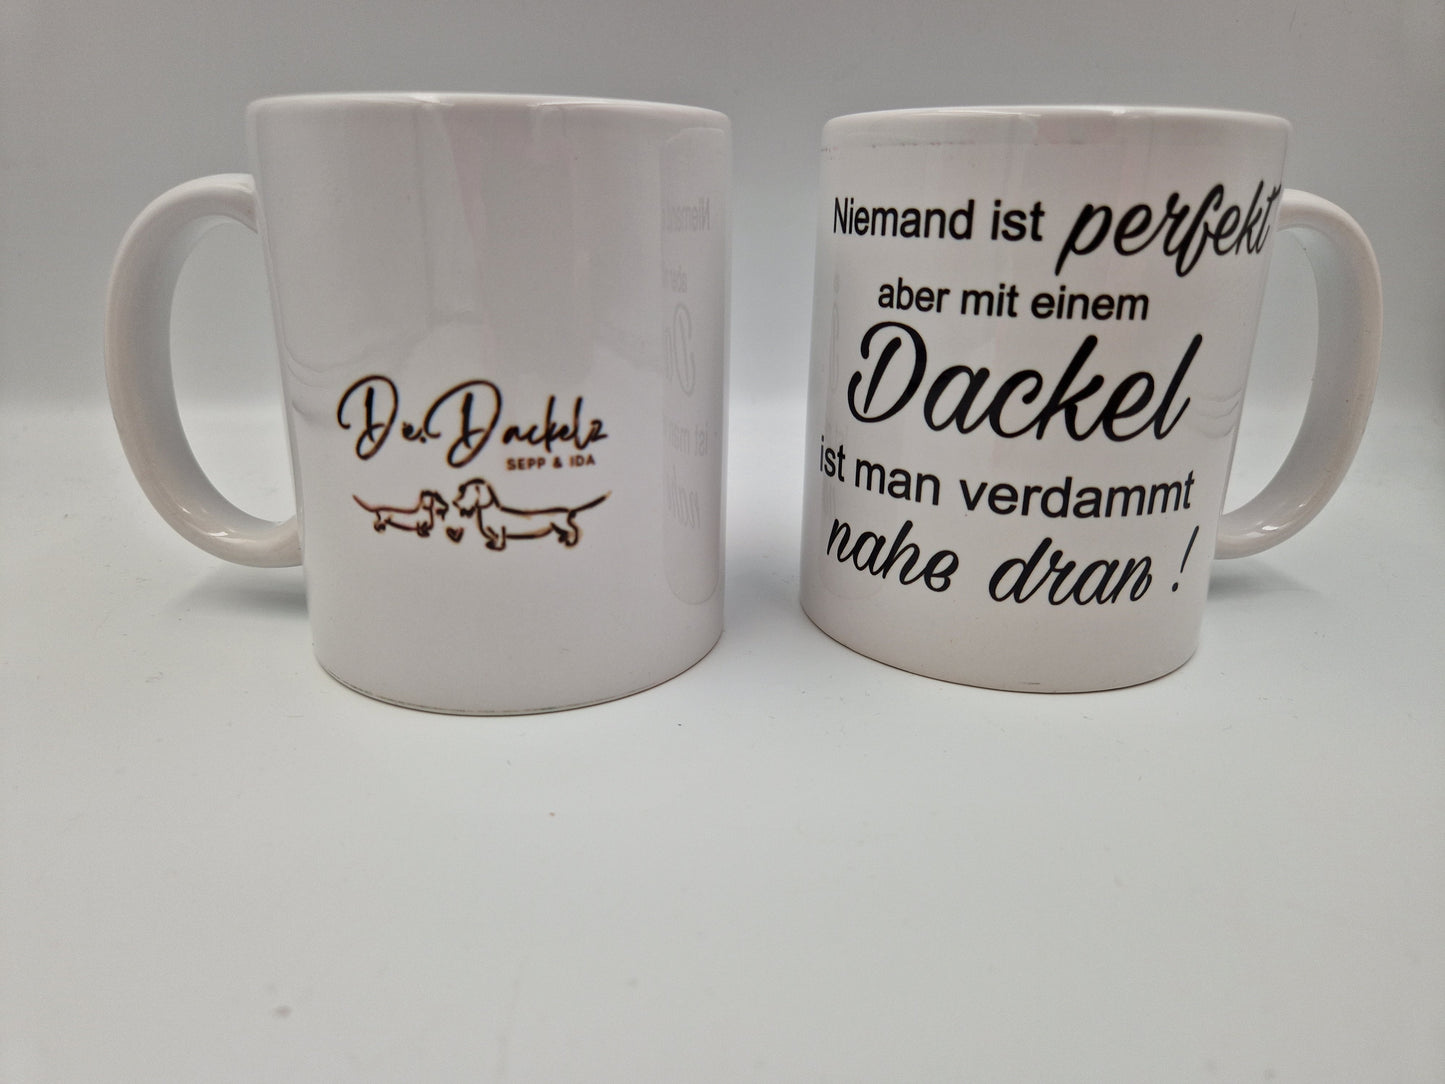 De.Dackelz
SEPP & IDA
Niemand ist perfekt
aber mit einem
Dackel
ist man verdammt
nahe dran !